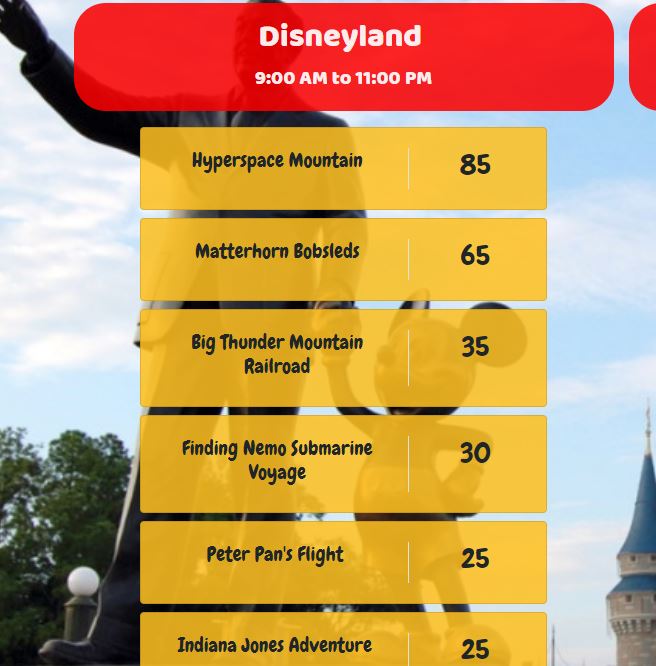 Disneyland
9:00 AM to 11:00 PM
Hyperspace Mountain 85
Matterhorn Bobsleds 65
Big Thunder Mountain 35
Railroad
Finding Nemo Submarine 30
Voyage
Peter Pan's Flight 25
Indiana Jones Adventure 25